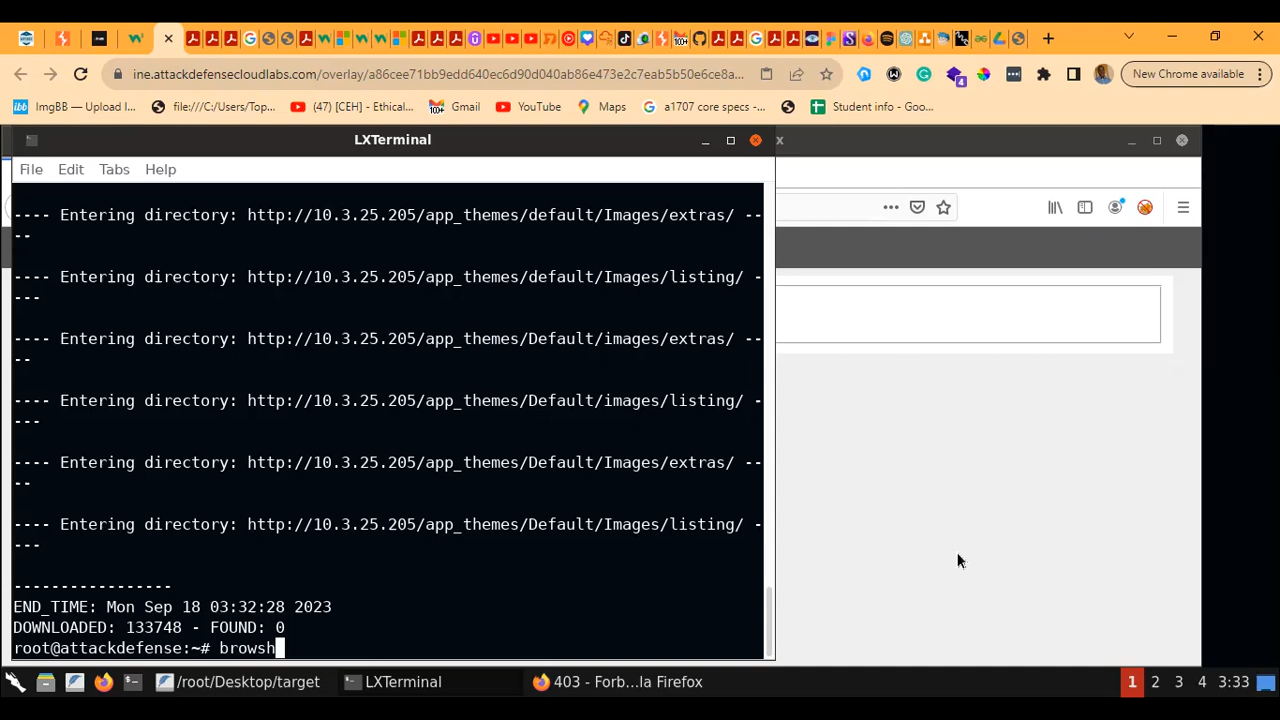 ine.attackdefensecloudlabs.com/overlay/a86cee71bb9edd640ec6d90d040ab86e473e2c7eab5b50e6ce8a...
New Chrome available
ImgBB — Upload I...
file:///C:/Users/Top...
(47) [CEH] - Ethical...
Gmail
YouTube
Maps
a1707 core specs -...
Student info - Goo...
LXTerminal
x
File Edit Tabs Help
---- Entering directory: http://10.3.25.205/app_themes/default/Images/extras/ --
--
---- Entering directory: http://10.3.25.205/app_themes/default/Images/listing/ -
---
---- Entering directory: http://10.3.25.205/app_themes/Default/images/extras/ --
--
---- Entering directory: http://10.3.25.205/app_themes/Default/images/listing/ -
---
---- Entering directory: http://10.3.25.205/app_themes/Default/Images/extras/ --
--
---- Entering directory: http://10.3.25.205/app_themes/Default/Images/listing/ -
---
-----------------
END_TIME: Mon Sep 18 03:32:28 2023
DOWNLOADED: 133748 - FOUND: 0
root@attackdefense:~# browsh
/root/Desktop/target
LXTerminal
403 - Forb...la Firefox
1 2 3 4 3:33